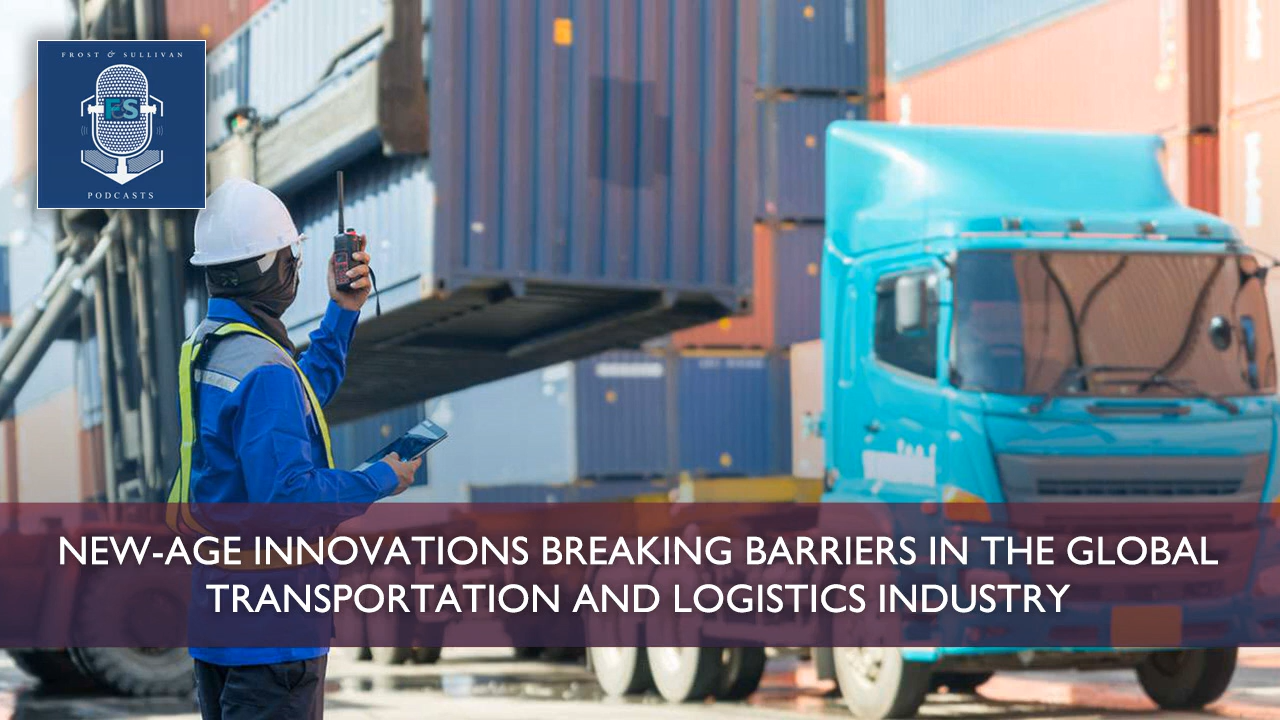 FROST & SULLIVAN
F&S
PODCASTS
NEW-AGE INNOVATIONS BREAKING BARRIERS IN THE GLOBAL
TRANSPORTATION AND LOGISTICS INDUSTRY